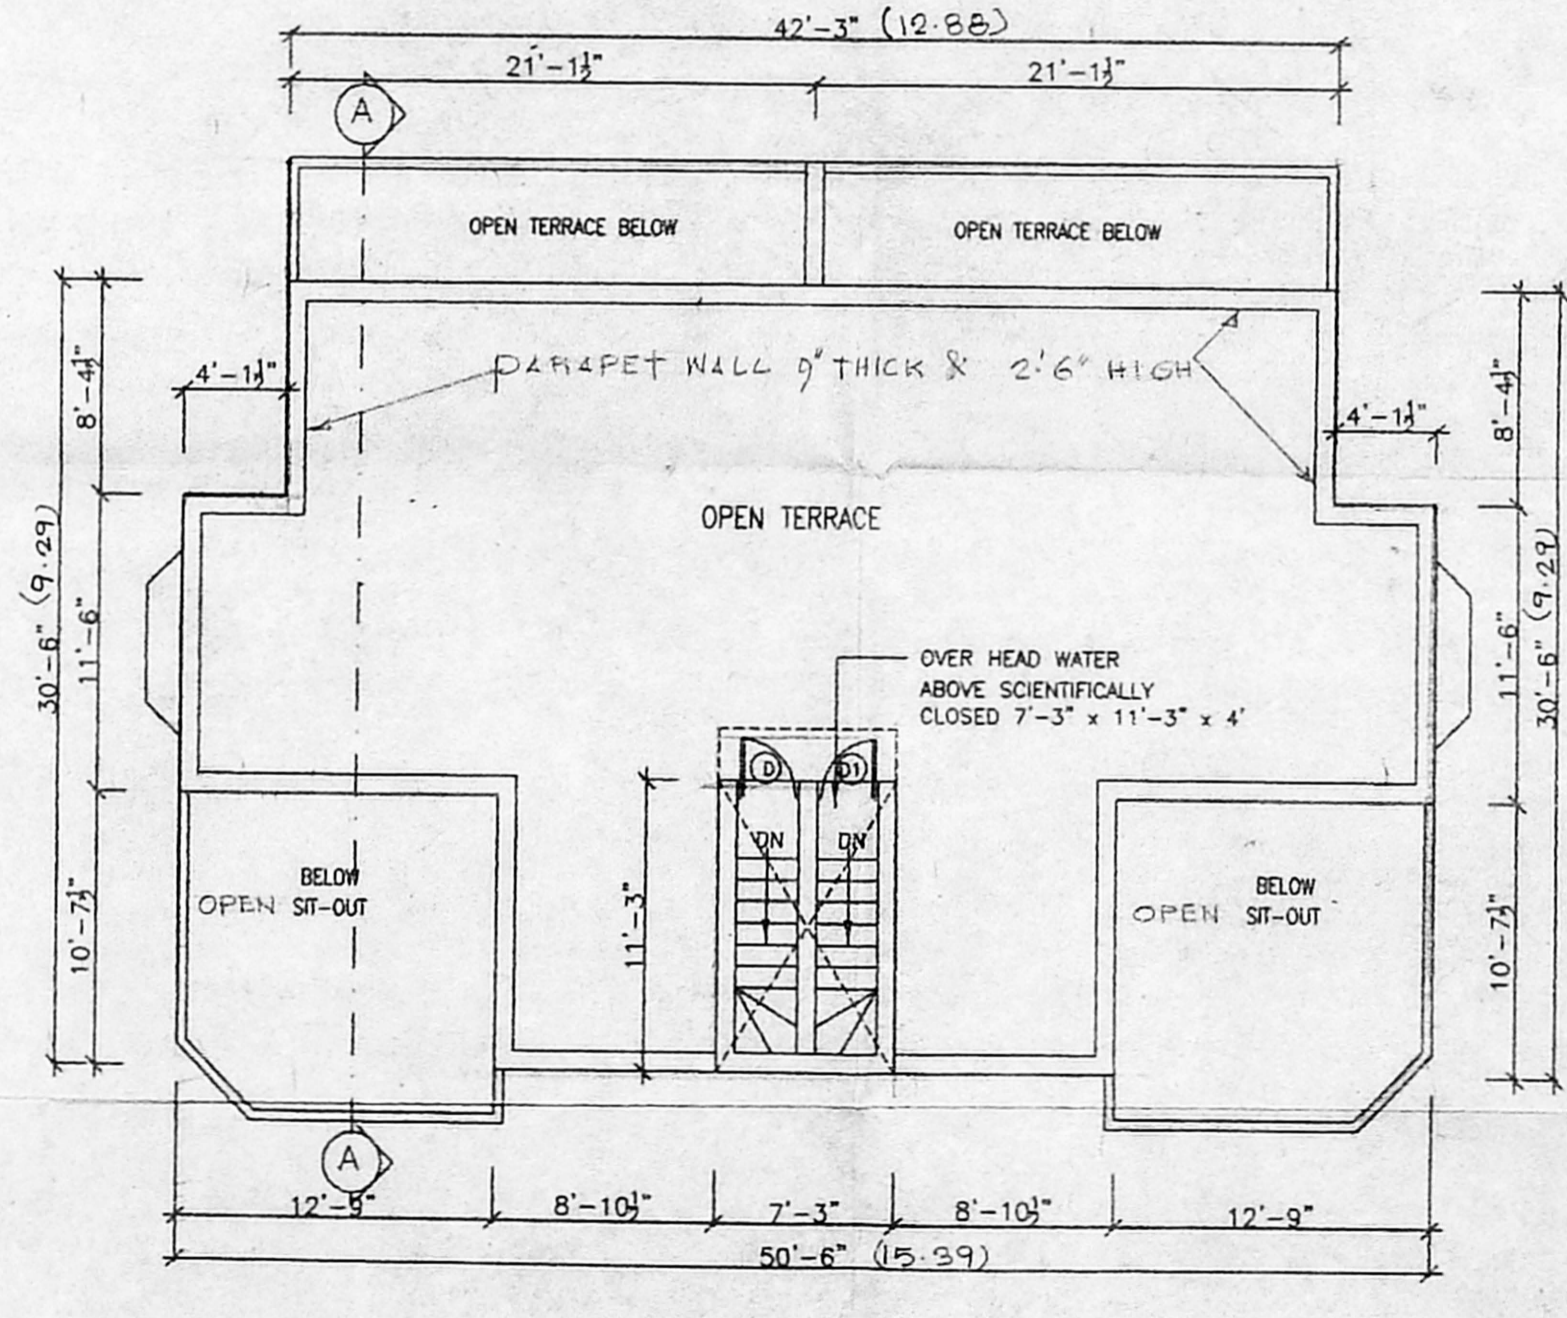 42'-3" (12.88)
21'-1½" 21'-1½"
A
OPEN TERRACE BELOW OPEN TERRACE BELOW
PARAPET WALL 9" THICK & 2'6" HIGH
4'-1½" 4'-1½"
8'-4½" 8'-4½"
OPEN TERRACE
30'-6" (9.29) 11'-6" 11'-6" 30'-6" (9.29)
OVER HEAD WATER
ABOVE SCIENTIFICALLY
CLOSED 7'-3" x 11'-3" x 4'
D D1
DN DN
BELOW
OPEN SIT-OUT
11'-3"
BELOW
OPEN SIT-OUT
10'-7½" 10'-7½"
A
12'-9" 8'-10½" 7'-3" 8'-10½" 12'-9"
50'-6" (15.39)